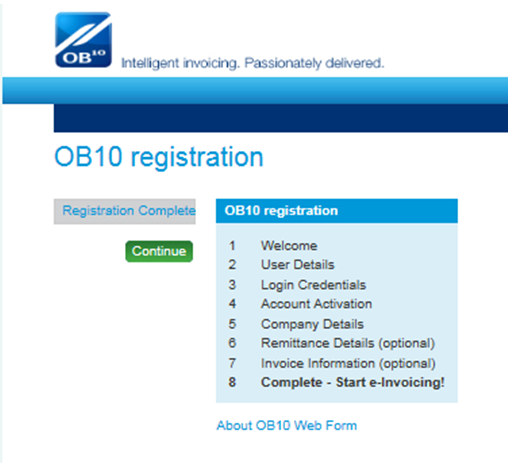 OB10
Intelligent invoicing. Passionately delivered.
OB10 registration
Registration Complete
Continue
OB10 registration
1 Welcome
2 User Details
3 Login Credentials
4 Account Activation
5 Company Details
6 Remittance Details (optional)
7 Invoice Information (optional)
8 Complete - Start e-Invoicing!
About OB10 Web Form